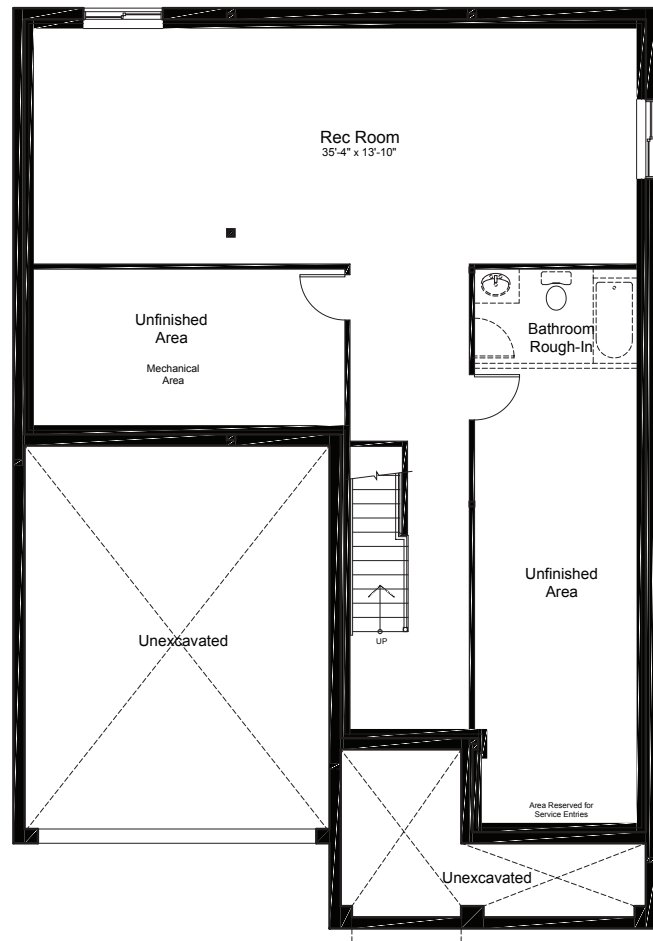 Rec Room
35'-4" x 13'-10"
Unfinished
Area
Mechanical
Area
Bathroom
Rough-In
Unfinished
Area
Unexcavated
UP
Area Reserved for
Service Entries
Unexcavated